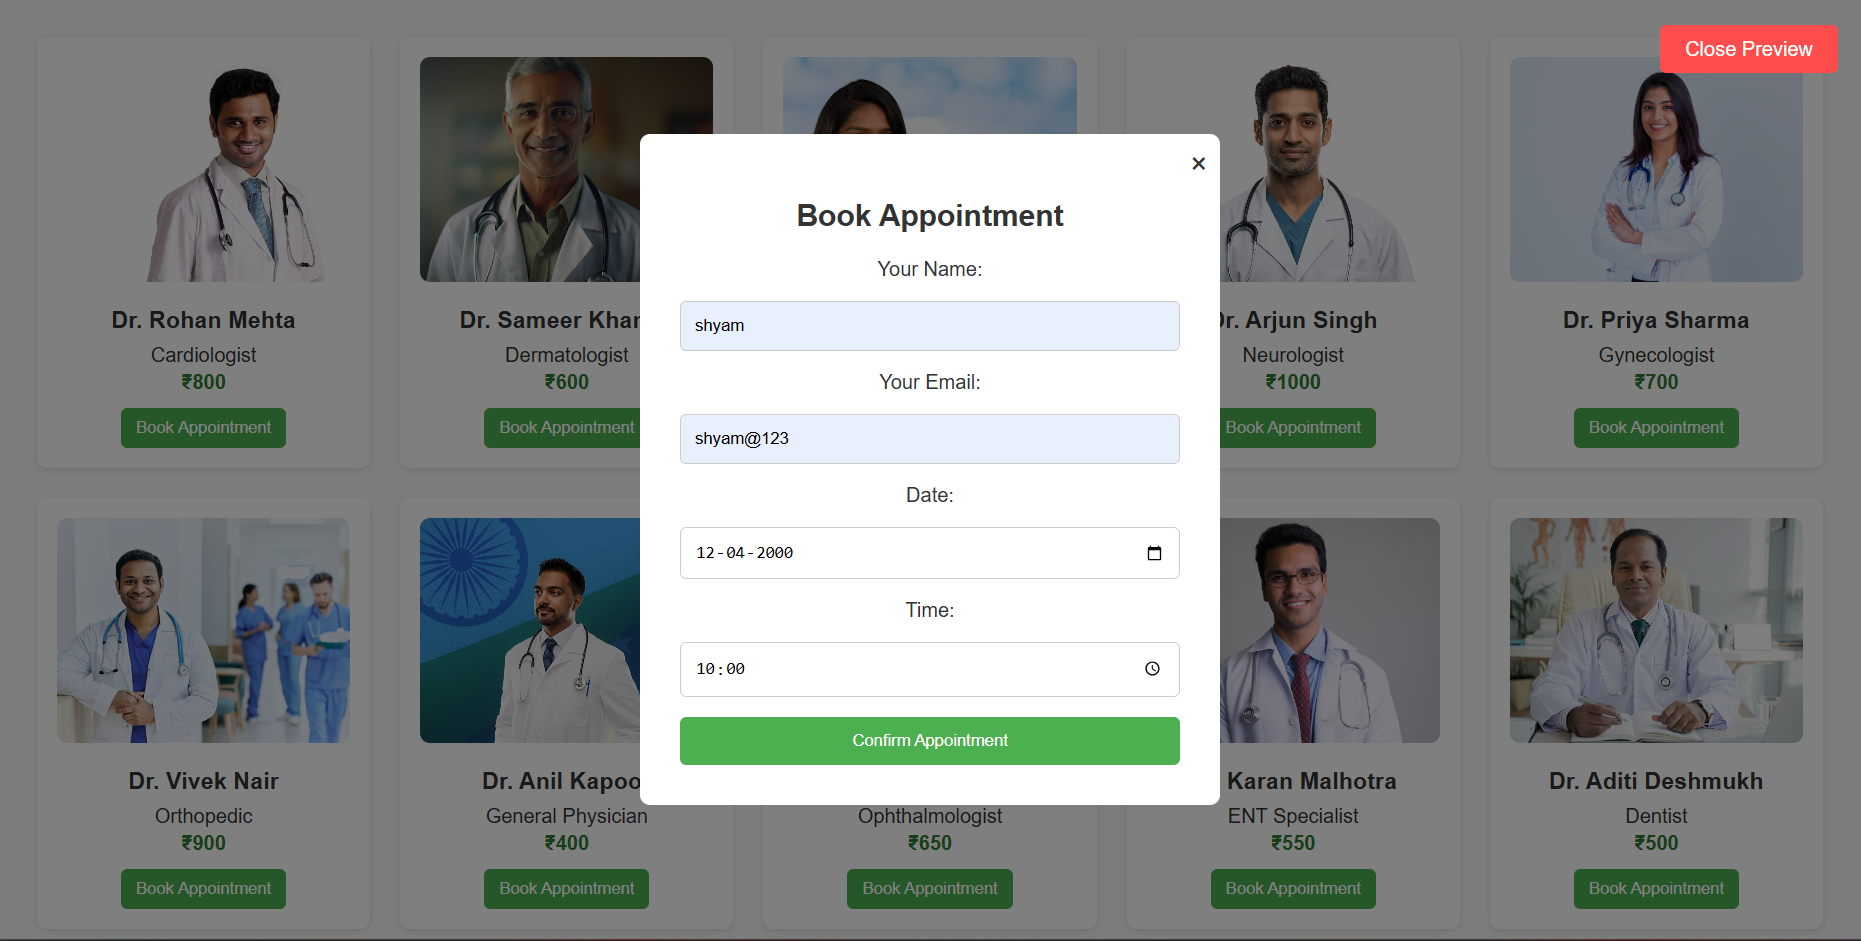 Close Preview
Book Appointment
Your Name:
shyam
Your Email:
shyam@123
Date:
12-04-2000
Time:
10:00
Confirm Appointment
Dr. Rohan Mehta
Cardiologist
₹800
Book Appointment
Dr. Sameer Khan
Dermatologist
₹600
Book Appointment
Dr. Arjun Singh
Neurologist
₹1000
Book Appointment
Dr. Priya Sharma
Gynecologist
₹700
Book Appointment
Dr. Vivek Nair
Orthopedic
₹900
Book Appointment
Dr. Anil Kapoo
General Physician
₹400
Book Appointment
Ophthalmologist
₹650
Book Appointment
Karan Malhotra
ENT Specialist
₹550
Book Appointment
Dr. Aditi Deshmukh
Dentist
₹500
Book Appointment